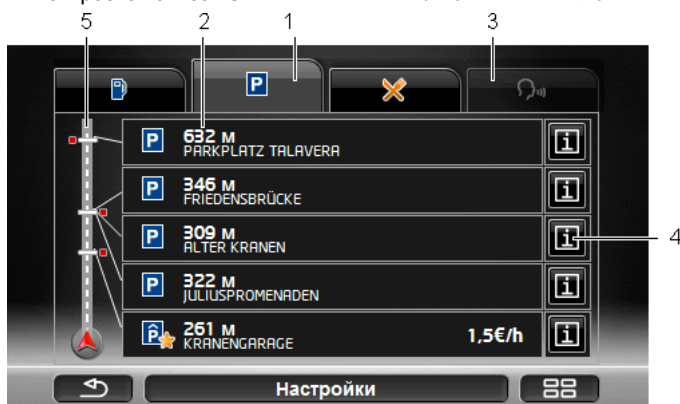 5 2 1 3
P
P 632 м
PARKPLATZ TALAVERA
P 346 м
FRIEDENSBRÜCKE
P 309 м
ALTER KRANEN
4
P 322 м
JULIUSPROMENADEN
P 261 м
KRANENGARAGE 1,5€/h
Настройки